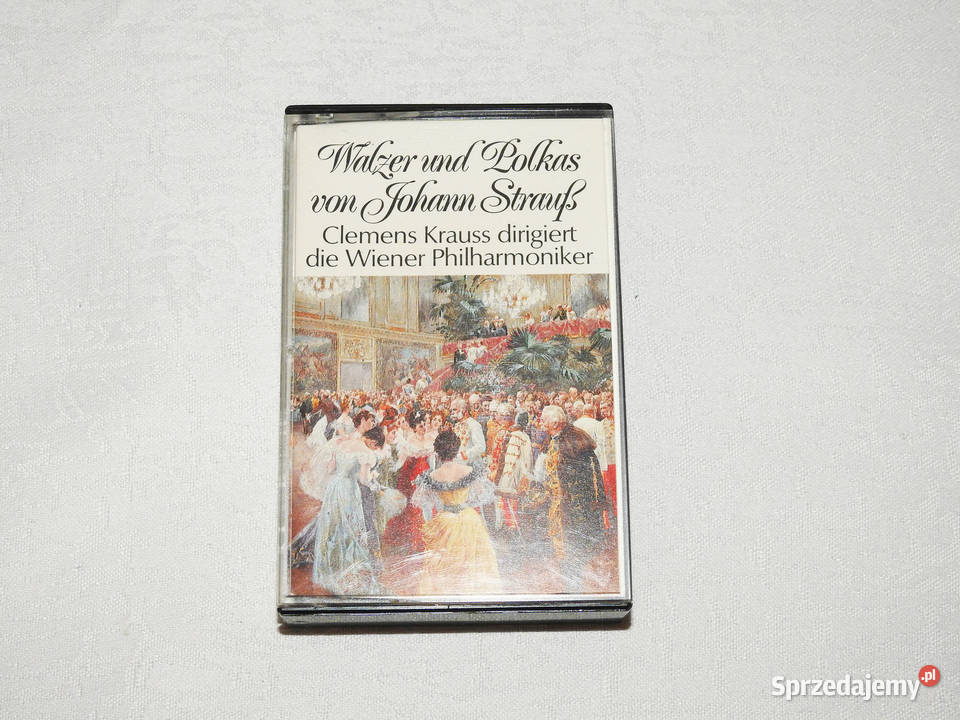 Walzer und Polkas
von Johann Strauß
Clemens Krauss dirigiert
die Wiener Philharmoniker
Sprzedajemy.pl